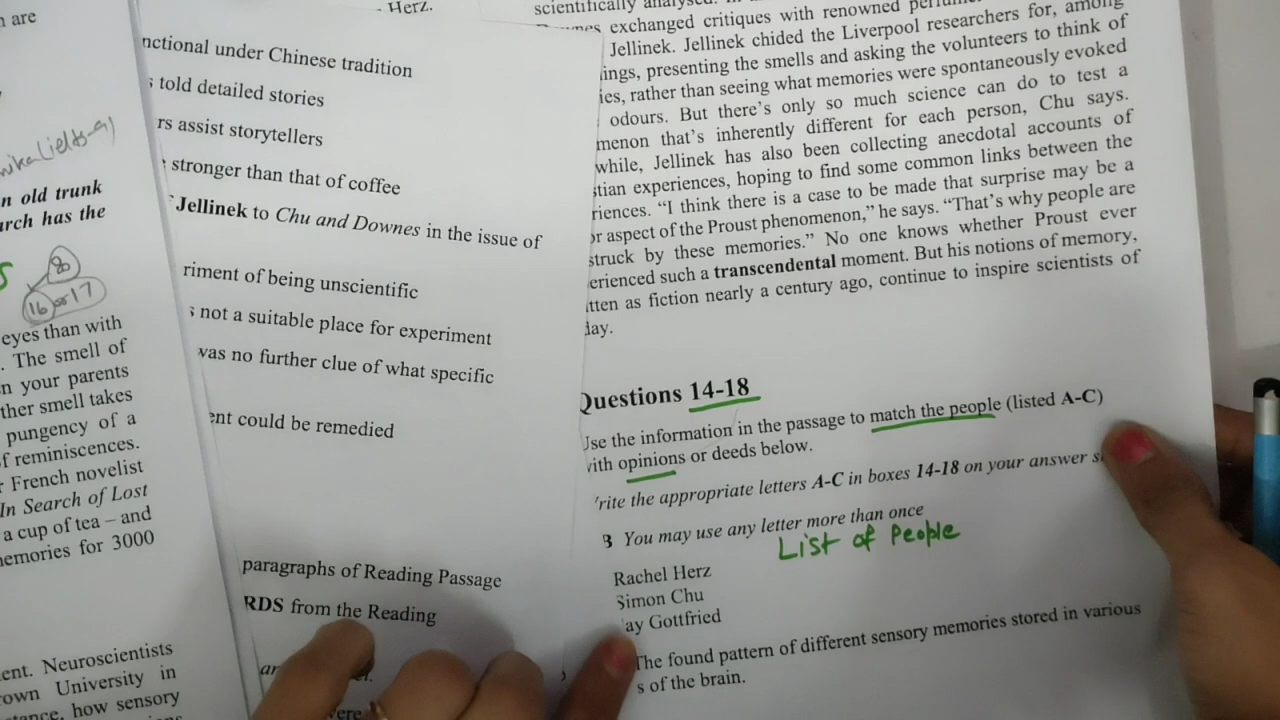 are
n old trunk
arch has the
80
16 or 17
eyes than with
. The smell of
n your parents
ther smell takes
pungency of a
f reminiscences.
French novelist
In Search of Lost
a cup of tea – and
emories for 3000
ent. Neuroscientists
own University in
how sensory
Herz.
nctional under Chinese tradition
told detailed stories
rs assist storytellers
stronger than that of coffee
Jellinek to Chu and Downes in the issue of
riment of being unscientific
not a suitable place for experiment
was no further clue of what specific
ent could be remedied
paragraphs of Reading Passage
RDS from the Reading
scientifically analysed.
exchanged critiques with renowned
Jellinek. Jellinek chided the Liverpool researchers for, among
ings, presenting the smells and asking the volunteers to think of
ies, rather than seeing what memories were spontaneously evoked
odours. But there's only so much science can do to test a
menon that's inherently different for each person, Chu says.
while, Jellinek has also been collecting anecdotal accounts of
stian experiences, hoping to find some common links between the
riences. “I think there is a case to be made that surprise may be a
or aspect of the Proust phenomenon,” he says. “That's why people are
struck by these memories.” No one knows whether Proust ever
erienced such a transcendental moment. But his notions of memory,
tten as fiction nearly a century ago, continue to inspire scientists of
day.
Questions 14-18
Use the information in the passage to match the people (listed A-C)
with opinions or deeds below.
rite the appropriate letters A-C in boxes 14-18 on your answer
B You may use any letter more than once
List of People
Rachel Herz
Simon Chu
ay Gottfried
The found pattern of different sensory memories stored in various
s of the brain.